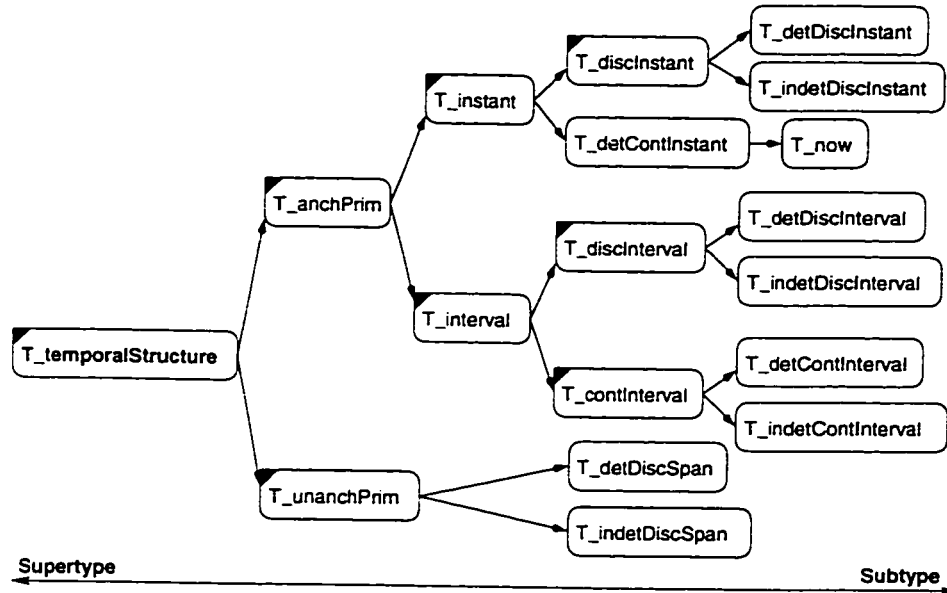 T_detDiscInstant
T_discInstant
T_indetDiscInstant
T_instant
T_detContInstant
T_now
T_anchPrim
T_detDiscInterval
T_discInterval
T_indetDiscInterval
T_interval
T_temporalStructure
T_detContInterval
T_contInterval
T_indetContInterval
T_detDiscSpan
T_unanchPrim
T_indetDiscSpan
Supertype
Subtype